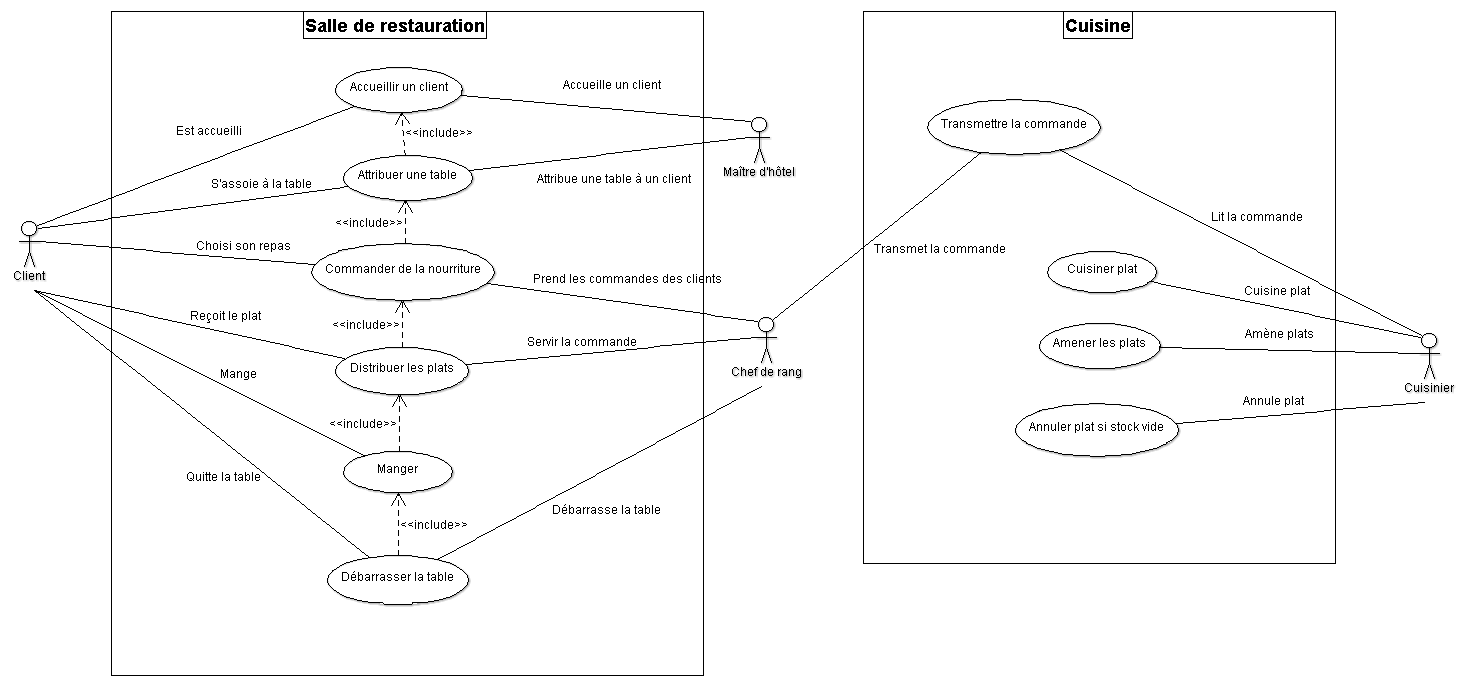 Salle de restauration
Cuisine
Accueillir un client
Accueille un client
Est accueilli
<<include>>
Transmettre la commande
Maître d'hôtel
Attribuer une table
S'assoie à la table
Attribue une table à un client
<<include>>
Lit la commande
Choisi son repas
Transmet la commande
Client
Commander de la nourriture
Prend les commandes des clients
Cuisiner plat
Cuisine plat
Reçoit le plat
<<include>>
Servir la commande
Amener les plats
Amène plats
Distribuer les plats
Mange
Chef de rang
Cuisinier
Annule plat
<<include>>
Annuler plat si stock vide
Manger
Quitte la table
Débarrasse la table
<<include>>
Débarrasser la table